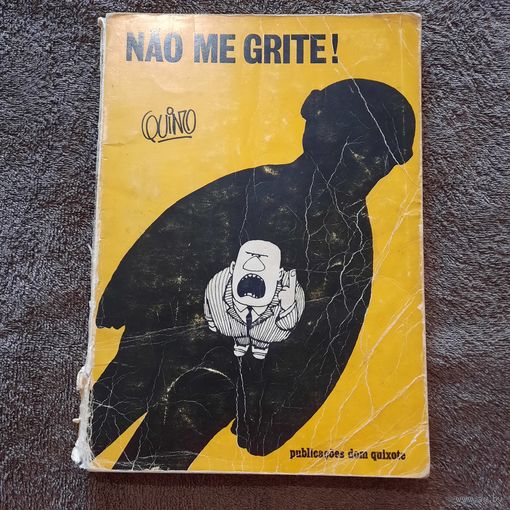 NÃO ME GRITE!
QUINO
publicações dom quixote